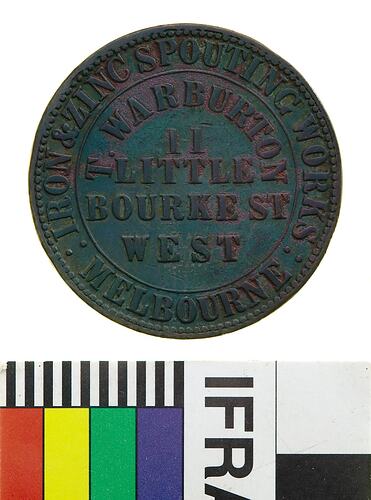 IRON & ZINC SPOUTING WORKS
· MELBOURNE ·
T. WARBURTON
11
LITTLE
BOURKE ST
WEST
IFRA